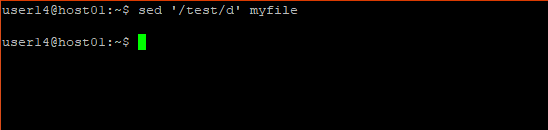 user14@host01:~$ sed '/test/d' myfile
user14@host01:~$